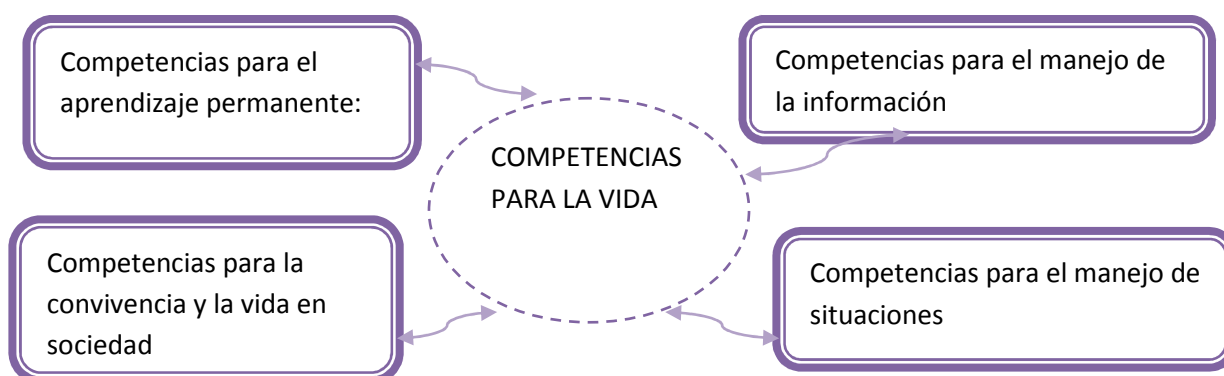 Competencias para el
aprendizaje permanente:
Competencias para el manejo de
la información
COMPETENCIAS
PARA LA VIDA
Competencias para la
convivencia y la vida en
sociedad
Competencias para el manejo de
situaciones